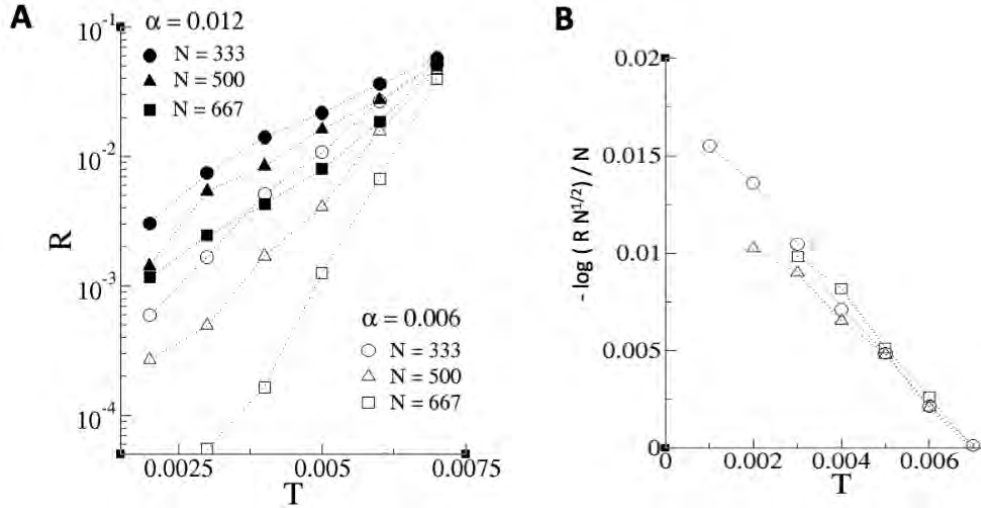 A
α = 0.012
N = 333
N = 500
N = 667
10⁻¹
10⁻²
10⁻³
10⁻⁴
R
α = 0.006
N = 333
N = 500
N = 667
0.0025 0.005 0.0075
T
B
0.02
0.015
0.01
0.005
0
- log ( R N^{1/2}) / N
0 0.002 0.004 0.006
T